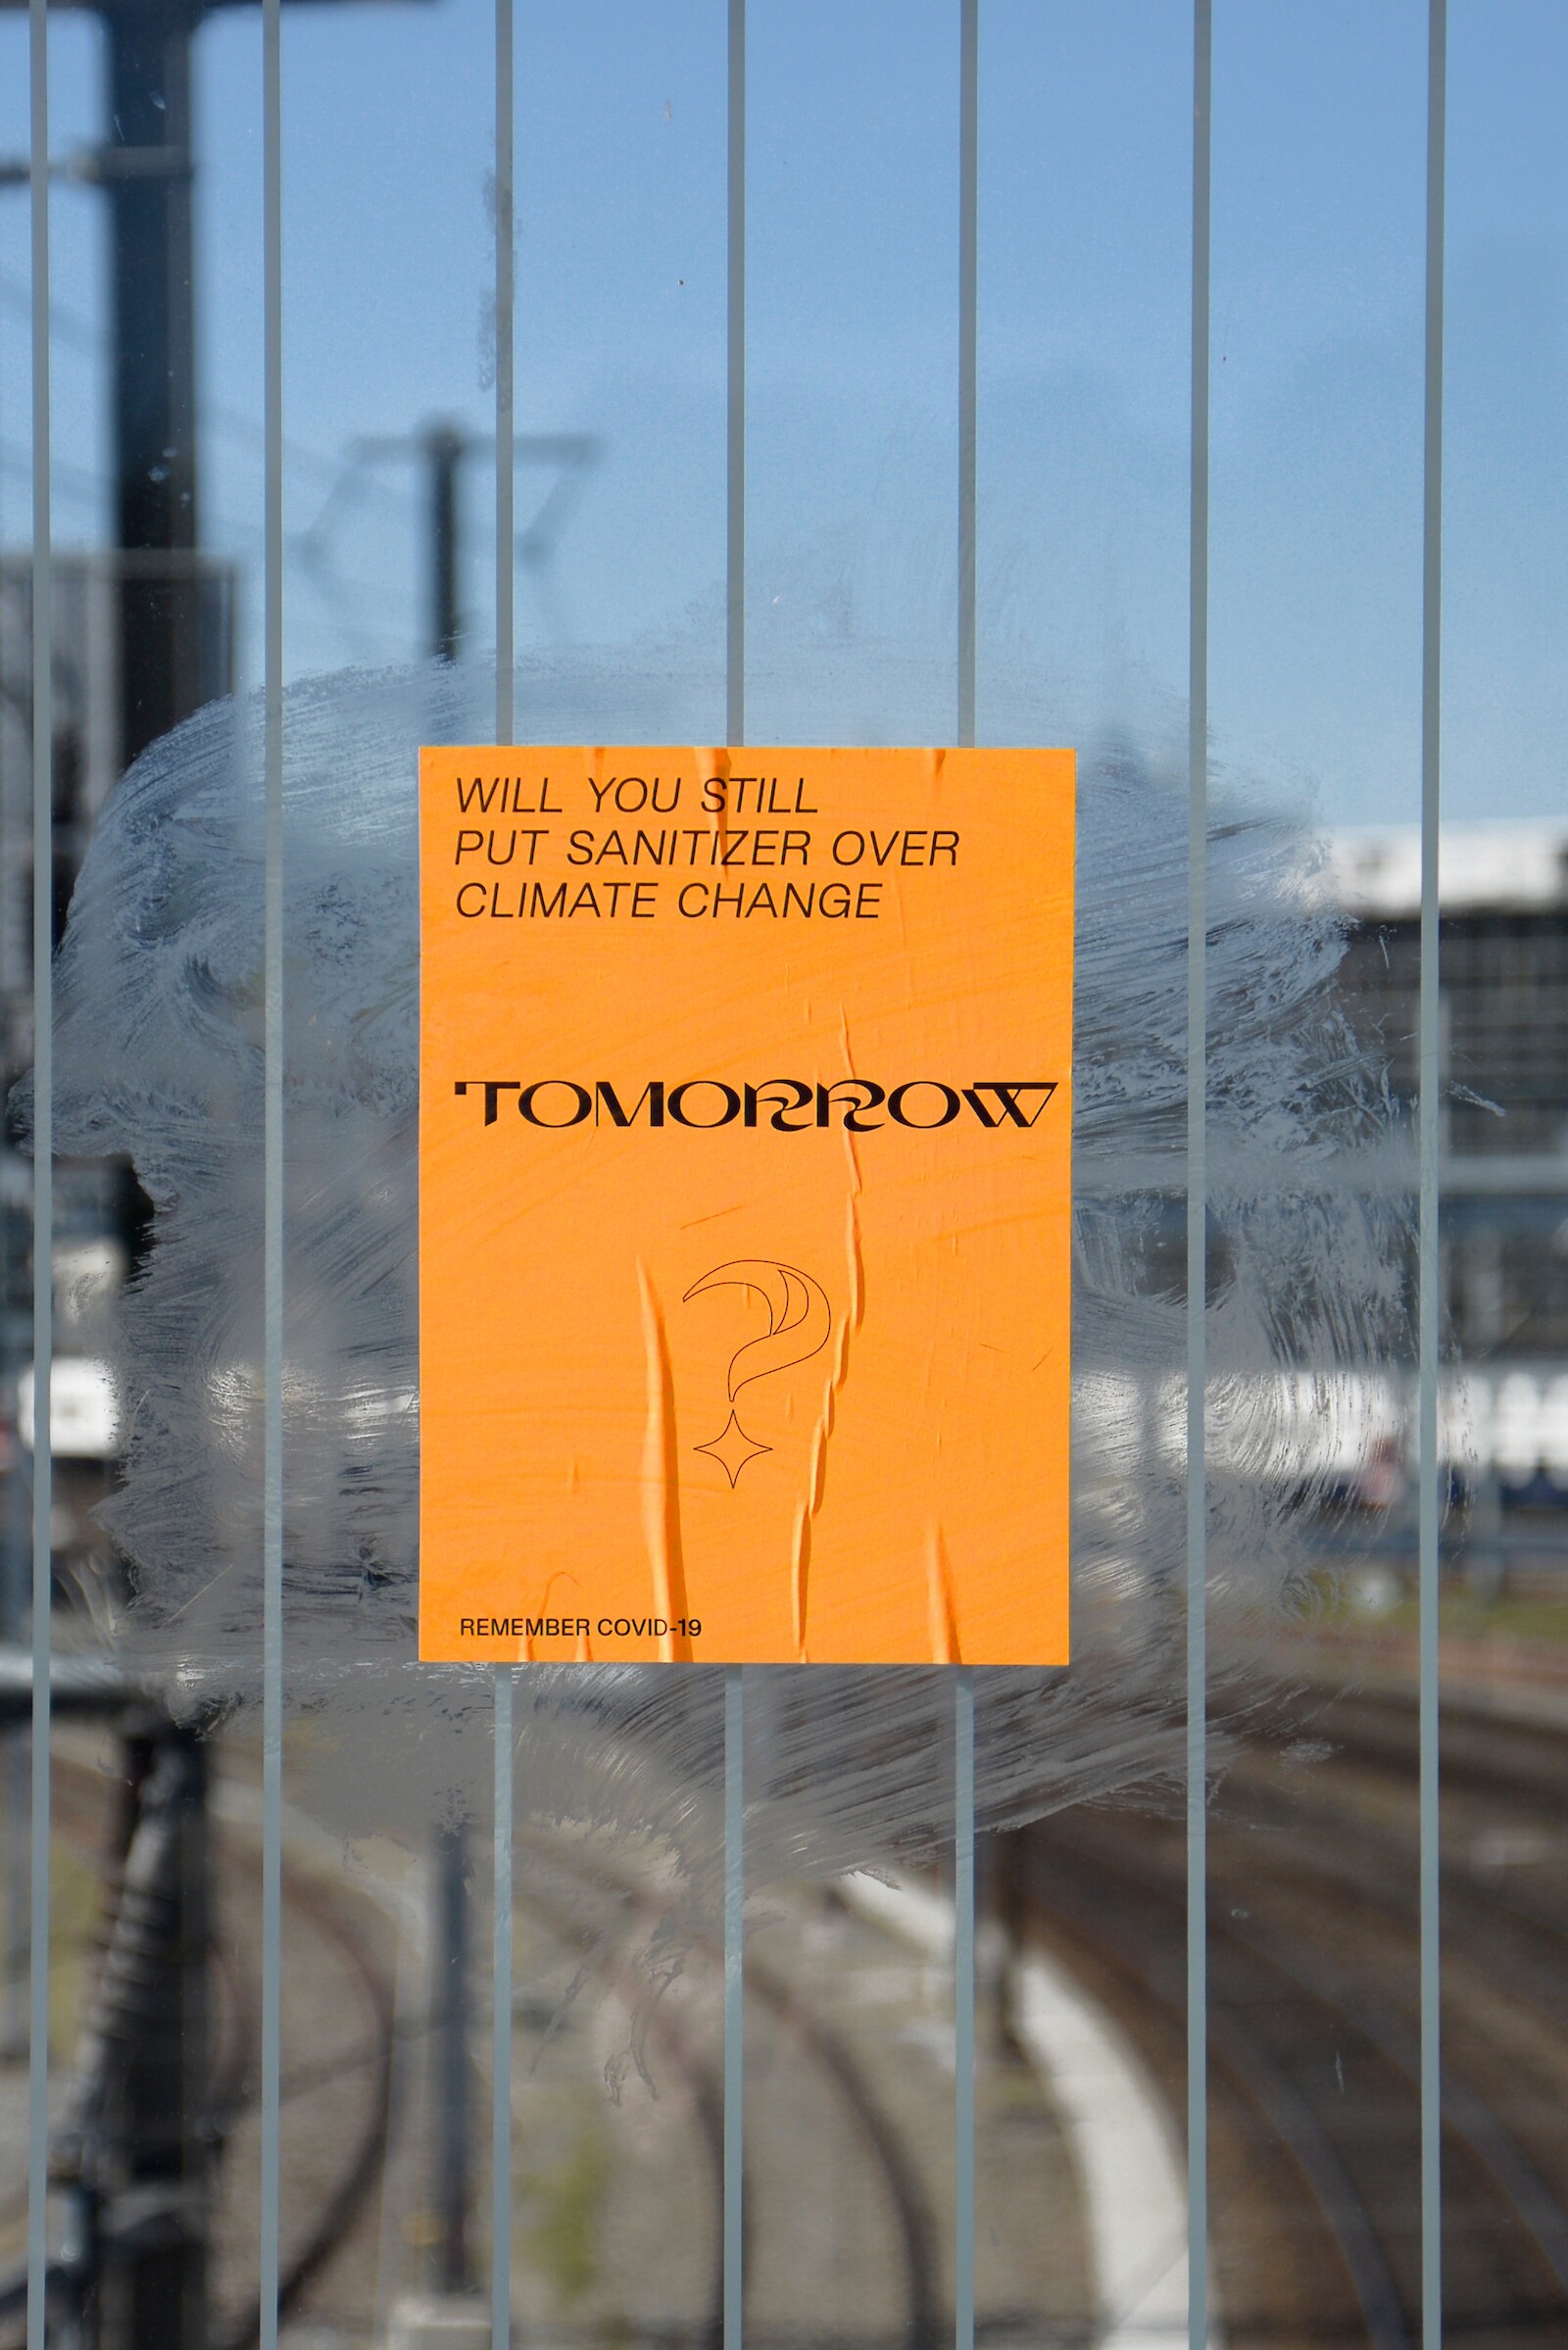 WILL YOU STILL
PUT SANITIZER OVER
CLIMATE CHANGE
TOMORROW
?
REMEMBER COVID-19